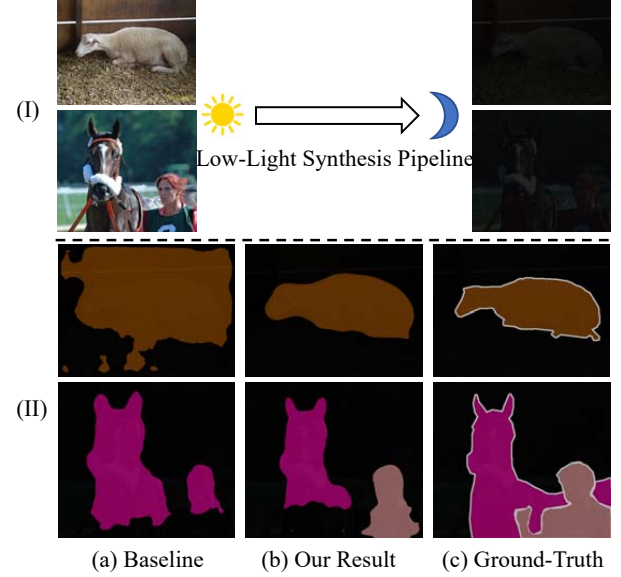 (I)
Low-Light Synthesis Pipeline
(II)
(a) Baseline (b) Our Result (c) Ground-Truth